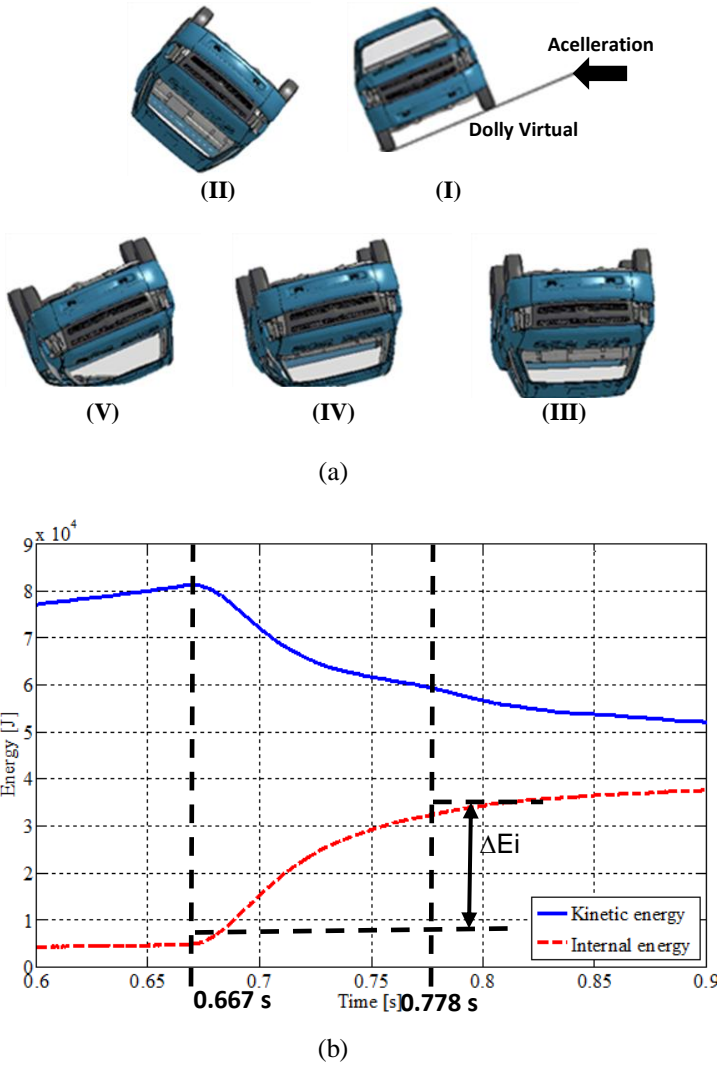 Acelleration
Dolly Virtual
(II)
(I)
(V)
(IV)
(III)
(a)
x 10^4
9
8
7
6
5
4
3
2
1
0
Energy [J]
ΔEi
Kinetic energy
Internal energy
0.6
0.65
0.7
0.75
0.8
0.85
0.9
0.667 s
Time [s]
0.778 s
(b)